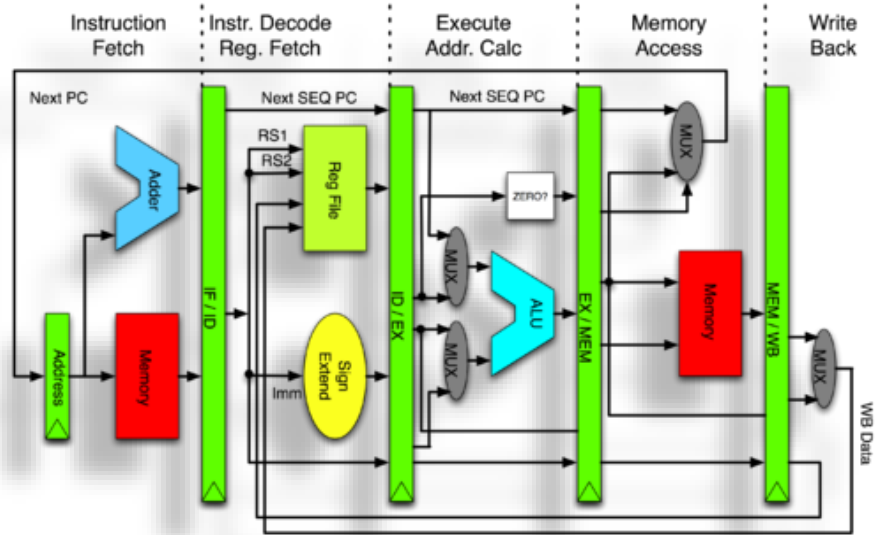 Instruction
Fetch
Instr. Decode
Reg. Fetch
Execute
Addr. Calc
Memory
Access
Write
Back
Next PC
Next SEQ PC
Next SEQ PC
RS1
RS2
Reg File
MUX
Adder
ZERO?
MUX
ALU
IF / ID
ID / EX
EX / MEM
MEM / WB
Memory
Address
Memory
Sign
Extend
MUX
MUX
Imm
WB Data